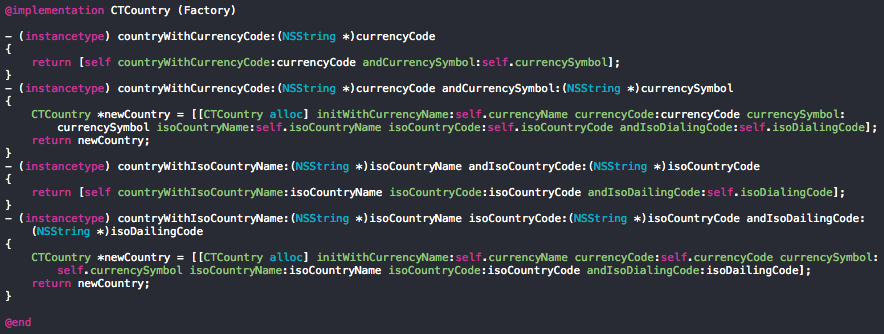 @implementation CTCountry (Factory)
- (instancetype) countryWithCurrencyCode:(NSString *)currencyCode
{
return [self countryWithCurrencyCode:currencyCode andCurrencySymbol:self.currencySymbol];
}
- (instancetype) countryWithCurrencyCode:(NSString *)currencyCode andCurrencySymbol:(NSString *)currencySymbol
{
CTCountry *newCountry = [[CTCountry alloc] initWithCurrencyName:self.currencyName currencyCode:currencyCode currencySymbol:
currencySymbol isoCountryName:self.isoCountryName isoCountryCode:self.isoCountryCode andIsoDialingCode:self.isoDialingCode];
return newCountry;
}
- (instancetype) countryWithIsoCountryName:(NSString *)isoCountryName andIsoCountryCode:(NSString *)isoCountryCode
{
return [self countryWithIsoCountryName:isoCountryName isoCountryCode:isoCountryCode andIsoDailingCode:self.isoDialingCode];
}
- (instancetype) countryWithIsoCountryName:(NSString *)isoCountryName isoCountryCode:(NSString *)isoCountryCode andIsoDailingCode:
(NSString *)isoDailingCode
{
CTCountry *newCountry = [[CTCountry alloc] initWithCurrencyName:self.currencyName currencyCode:self.currencyCode currencySymbol:
self.currencySymbol isoCountryName:isoCountryName isoCountryCode:isoCountryCode andIsoDialingCode:isoDailingCode];
return newCountry;
}
@end